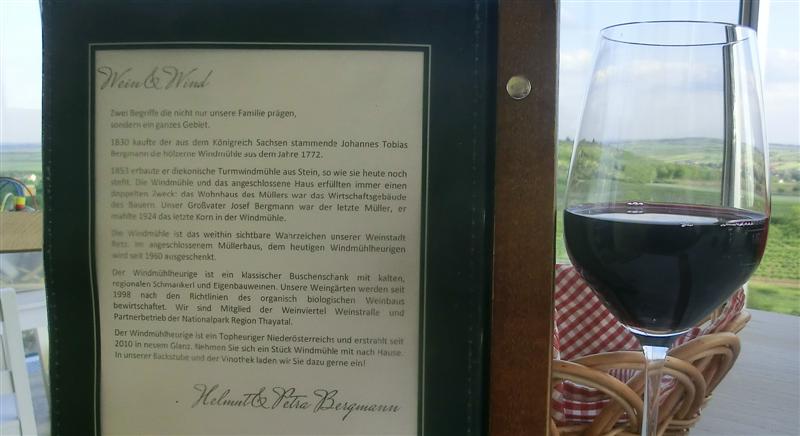 Wein & Wind
Zwei Begriffe die nicht nur unsere Familie prägen,
sondern ein ganzes Gebiet.
1830 kaufte der aus dem Königreich Sachsen stammende Johannes Tobias
Bergmann die hölzerne Windmühle aus dem Jahre 1772.
1853 erbaute er die konische Turmwindmühle aus Stein, so wie sie heute noch
steht. Die Windmühle und das angeschlossene Haus erfüllten immer einen
doppelten Zweck: das Wohnhaus des Müllers war das Wirtschaftsgebäude
des Bauern. Unser Großvater Josef Bergmann war der letzte Müller, er
mahlte 1924 das letzte Korn in der Windmühle.
Die Windmühle ist das weithin sichtbare Wahrzeichen unserer Weinstadt
Retz. Im angeschlossenem Müllerhaus, dem heutigen Windmühlheurigen
wird seit 1960 ausgeschenkt.
Der Windmühlheurige ist ein klassischer Buschenschank mit kalten,
regionalen Schmankerl und Eigenbauweinen. Unsere Weingärten werden seit
1998 nach den Richtlinien des organisch biologischen Weinbaus
bewirtschaftet. Wir sind Mitglied der Weinviertel Weinstraße und
Partnerbetrieb der Nationalpark Region Thayatal.
Der Windmühlheurige ist ein Topheuriger Niederösterreichs und erstrahlt seit
2010 in neuem Glanz. Nehmen Sie sich ein Stück Windmühle mit nach Hause.
In unserer Backstube und der Vinothek laden wir Sie dazu gerne ein!
Helmut & Petra Bergmann